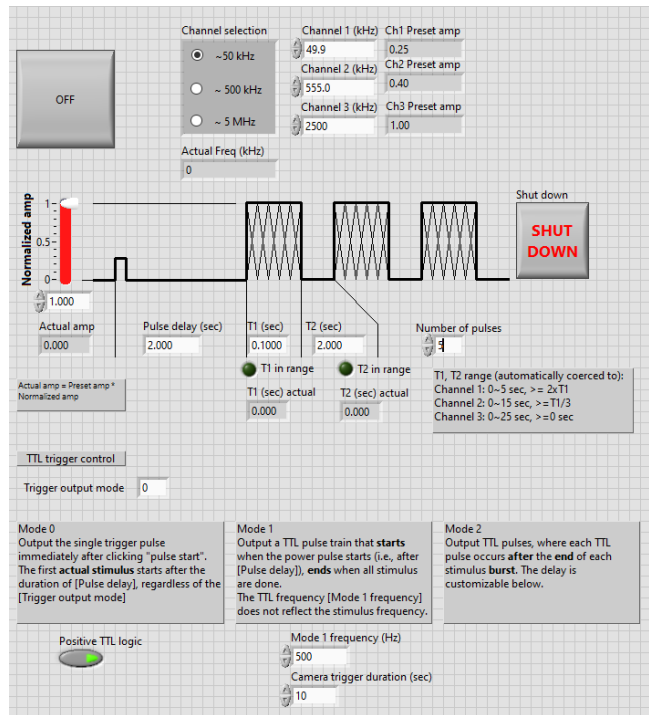 Channel selection
~50 kHz
~ 500 kHz
~ 5 MHz
Channel 1 (kHz) Ch1 Preset amp
49.9 0.25
Channel 2 (kHz) Ch2 Preset amp
555.0 0.40
Channel 3 (kHz) Ch3 Preset amp
2500 1.00
OFF
Actual Freq (kHz)
0
Normalized amp
1
0.5
0
1.000
Shut down
SHUT
DOWN
Actual amp
0.000
Pulse delay (sec)
2.000
T1 (sec) T2 (sec)
0.1000 2.000
Number of pulses
5
T1 in range T2 in range
T1 (sec) actual T2 (sec) actual
0.000 0.000
Actual amp = Preset amp *
Normalized amp
T1, T2 range (automatically coerced to):
Channel 1: 0~5 sec, >= 2xT1
Channel 2: 0~15 sec, >=T1/3
Channel 3: 0~25 sec, >=0 sec
TTL trigger control
Trigger output mode 0
Mode 0
Output the single trigger pulse
immediately after clicking "pulse start".
The first actual stimulus starts after the
duration of [Pulse delay], regardless of the
[Trigger output mode]
Mode 1
Output a TTL pulse train that starts
when the power pulse starts (i.e., after
[Pulse delay]), ends when all stimulus
are done.
The TTL frequency [Mode 1 frequency]
does not reflect the stimulus frequency.
Mode 2
Output TTL pulses, where each TTL
pulse occurs after the end of each
stimulus burst. The delay is
customizable below.
Positive TTL logic
Mode 1 frequency (Hz)
500
Camera trigger duration (sec)
10